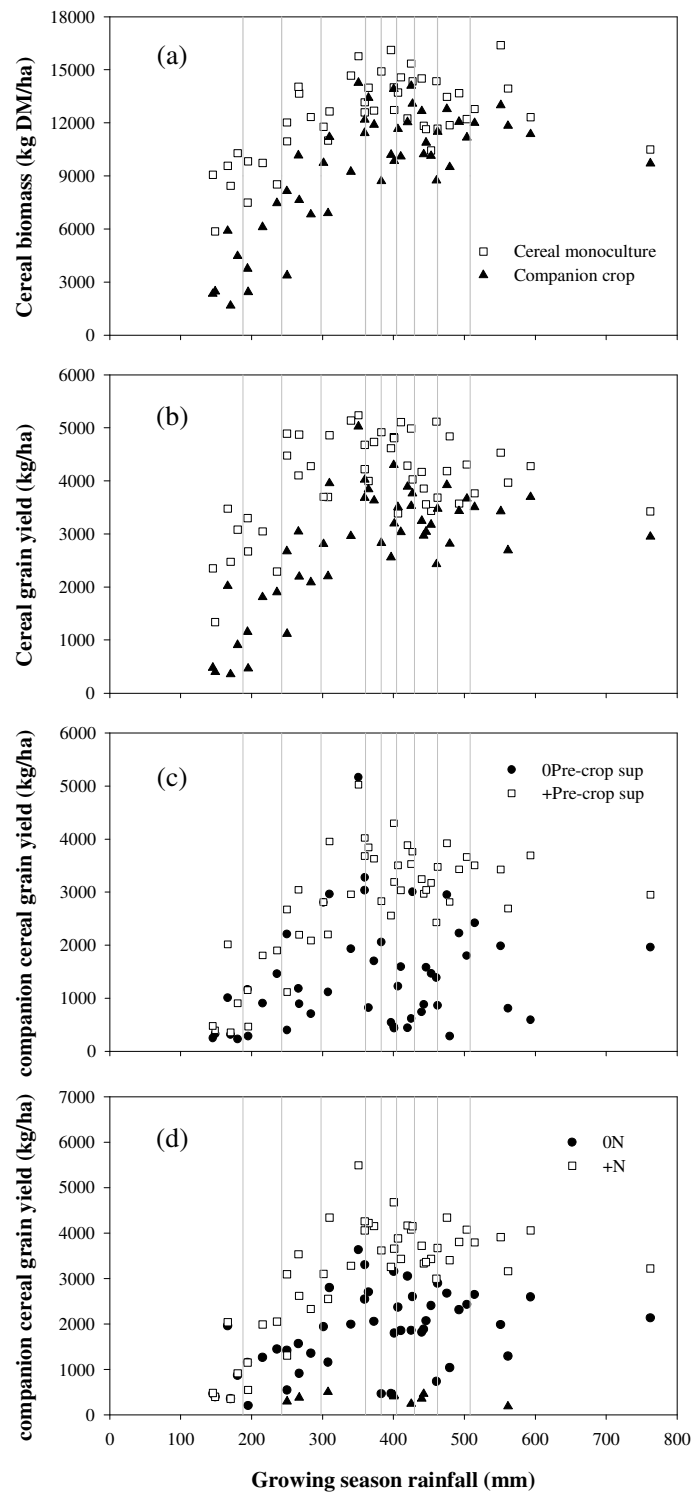 18000
(a)
15000
12000
9000
6000
3000
0
Cereal biomass (kg DM/ha)
Cereal monoculture
Companion crop
6000
(b)
5000
4000
3000
2000
1000
0
Cereal grain yield (kg/ha)
6000
(c)
5000
4000
3000
2000
1000
0
companion cereal grain yield (kg/ha)
0Pre-crop sup
+Pre-crop sup
7000
(d)
6000
5000
4000
3000
2000
1000
0
companion cereal grain yield (kg/ha)
0N
+N
0 100 200 300 400 500 600 700 800
Growing season rainfall (mm)